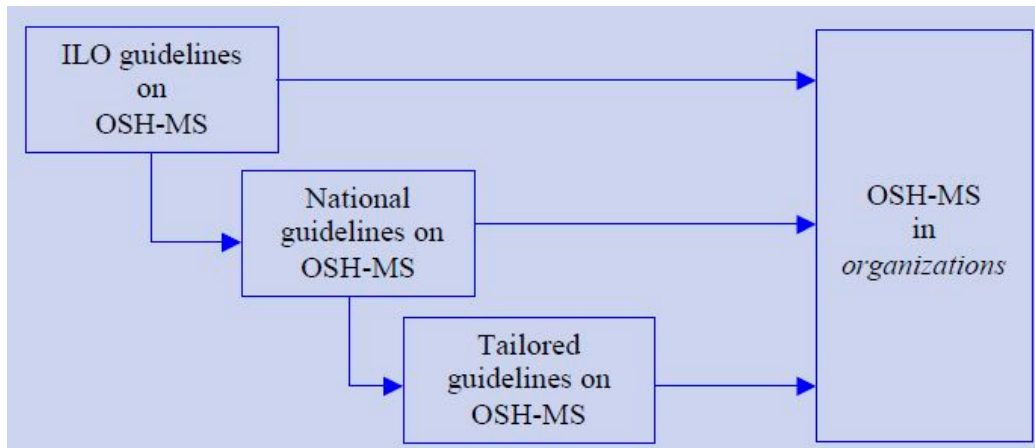 ILO guidelines
on
OSH-MS
National
guidelines on
OSH-MS
Tailored
guidelines on
OSH-MS
OSH-MS
in
organizations